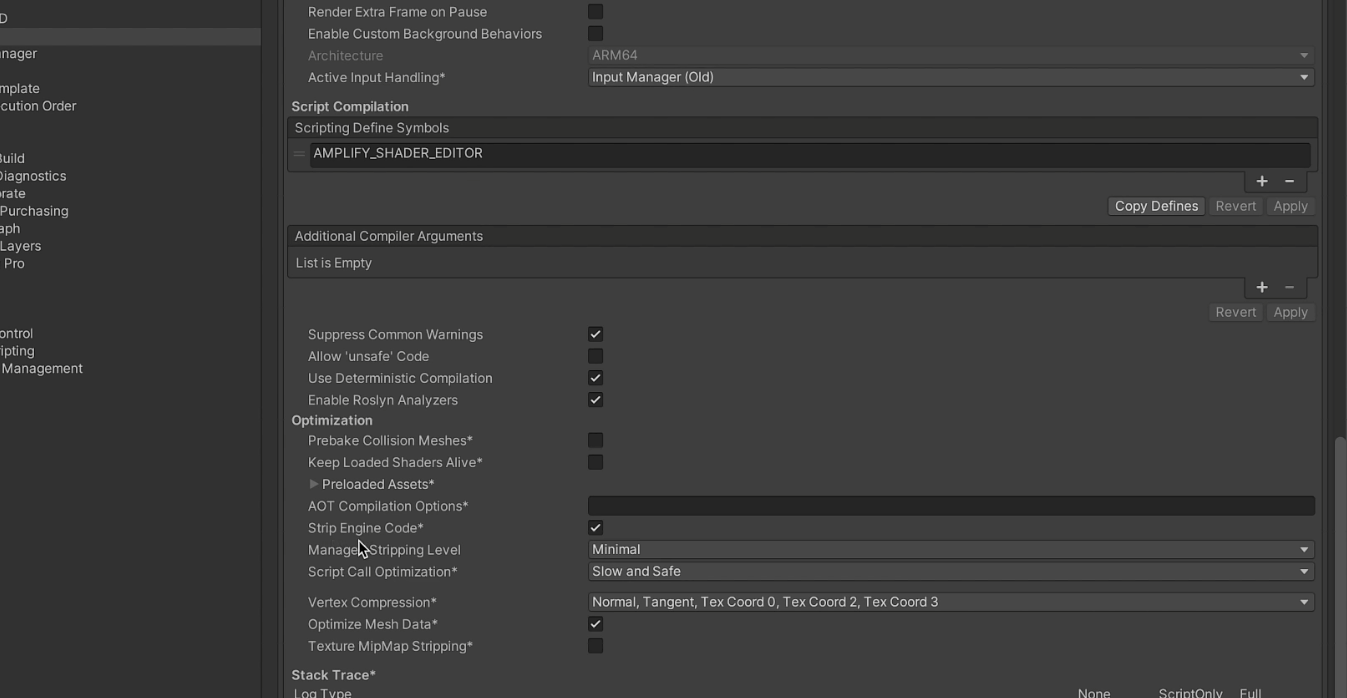 D
nager
mplate
cution Order
Build
Diagnostics
orate
Purchasing
aph
Layers
Pro
ontrol
ipting
Management
Render Extra Frame on Pause
Enable Custom Background Behaviors
Architecture ARM64
Active Input Handling* Input Manager (Old)
Script Compilation
Scripting Define Symbols
AMPLIFY_SHADER_EDITOR
+ −
Copy Defines Revert Apply
Additional Compiler Arguments
List is Empty
+ −
Revert Apply
Suppress Common Warnings
Allow 'unsafe' Code
Use Deterministic Compilation
Enable Roslyn Analyzers
Optimization
Prebake Collision Meshes*
Keep Loaded Shaders Alive*
Preloaded Assets*
AOT Compilation Options*
Strip Engine Code*
Manage Stripping Level Minimal
Script Call Optimization* Slow and Safe
Vertex Compression* Normal, Tangent, Tex Coord 0, Tex Coord 2, Tex Coord 3
Optimize Mesh Data*
Texture MipMap Stripping*
Stack Trace*
Log Type None ScriptOnly Full